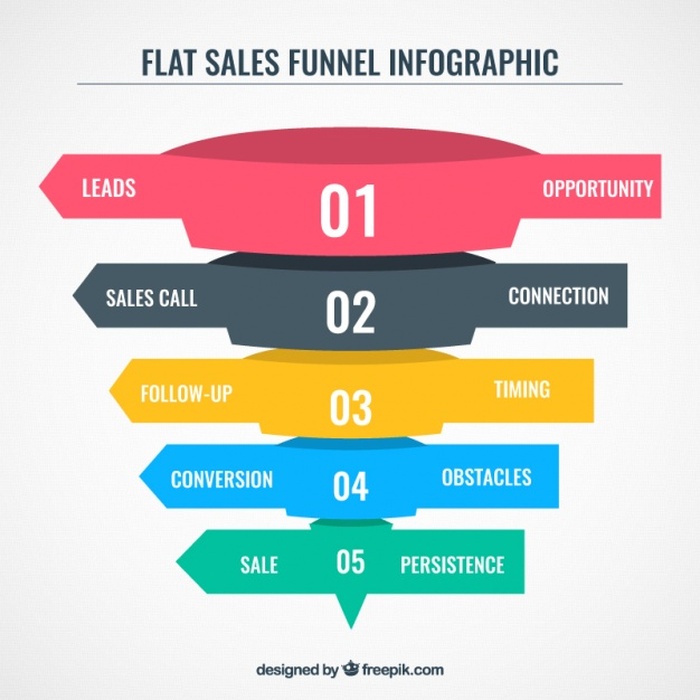 FLAT SALES FUNNEL INFOGRAPHIC
LEADS 01 OPPORTUNITY
SALES CALL 02 CONNECTION
FOLLOW-UP 03 TIMING
CONVERSION 04 OBSTACLES
SALE 05 PERSISTENCE
designed by freepik.com